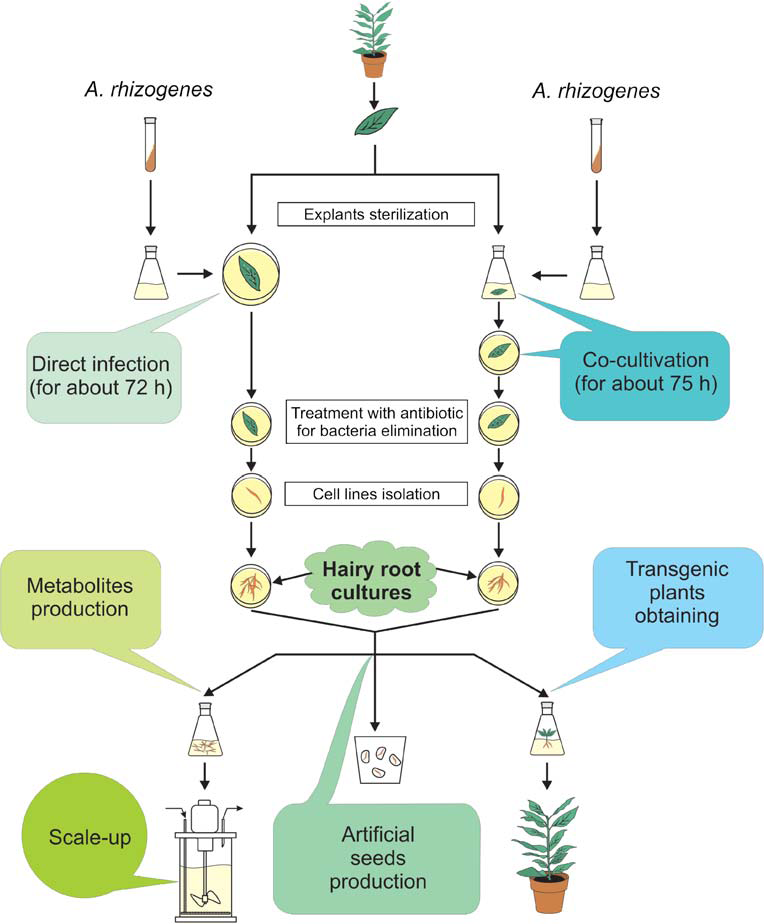 A. rhizogenes
A. rhizogenes
Explants sterilization
Direct infection
(for about 72 h)
Co-cultivation
(for about 75 h)
Treatment with antibiotic
for bacteria elimination
Cell lines isolation
Hairy root
cultures
Metabolites
production
Transgenic
plants
obtaining
Scale-up
Artificial
seeds
production